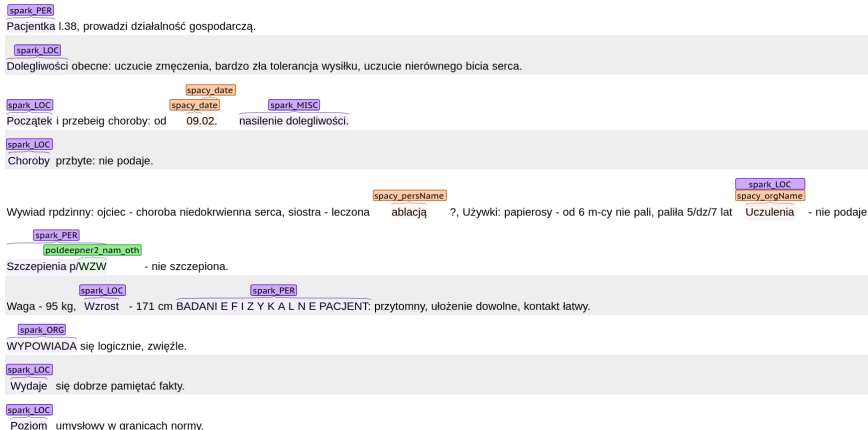 spark_PER
Pacjentka l.38, prowadzi działalność gospodarczą.
spark_LOC
Dolegliwości obecne: uczucie zmęczenia, bardzo zła tolerancja wysiłku, uczucie nierównego bicia serca.
spacy_date
spark_LOC spacy_date spark_MISC
Początek i przebeig choroby: od 09.02. nasilenie dolegliwości.
spark_LOC
Choroby przbyte: nie podaje.
spark_LOC
spacy_persName spacy_orgName
Wywiad rpdzinny: ojciec - choroba niedokrwienna serca, siostra - leczona ablacją ?, Używki: papierosy - od 6 m-cy nie pali, paliła 5/dz/7 lat Uczulenia - nie podaje
spark_PER
poldeepner2_nam_oth
Szczepienia p/WZW - nie szczepiona.
spark_LOC spark_PER
Waga - 95 kg, Wzrost - 171 cm BADANI E F I Z Y K A L N E PACJENT: przytomny, ułożenie dowolne, kontakt łatwy.
spark_ORG
WYPOWIADA się logicznie, zwięźle.
spark_LOC
Wydaje się dobrze pamiętać fakty.
spark_LOC
Poziom umysłowy w granicach normy.